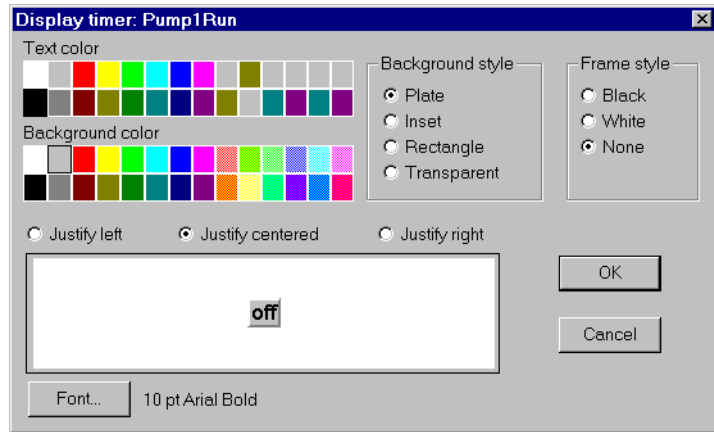 Display timer: Pump1Run
Text color
Background color
Background style
Plate
Inset
Rectangle
Transparent
Frame style
Black
White
None
Justify left
Justify centered
Justify right
off
OK
Cancel
Font...
10 pt Arial Bold